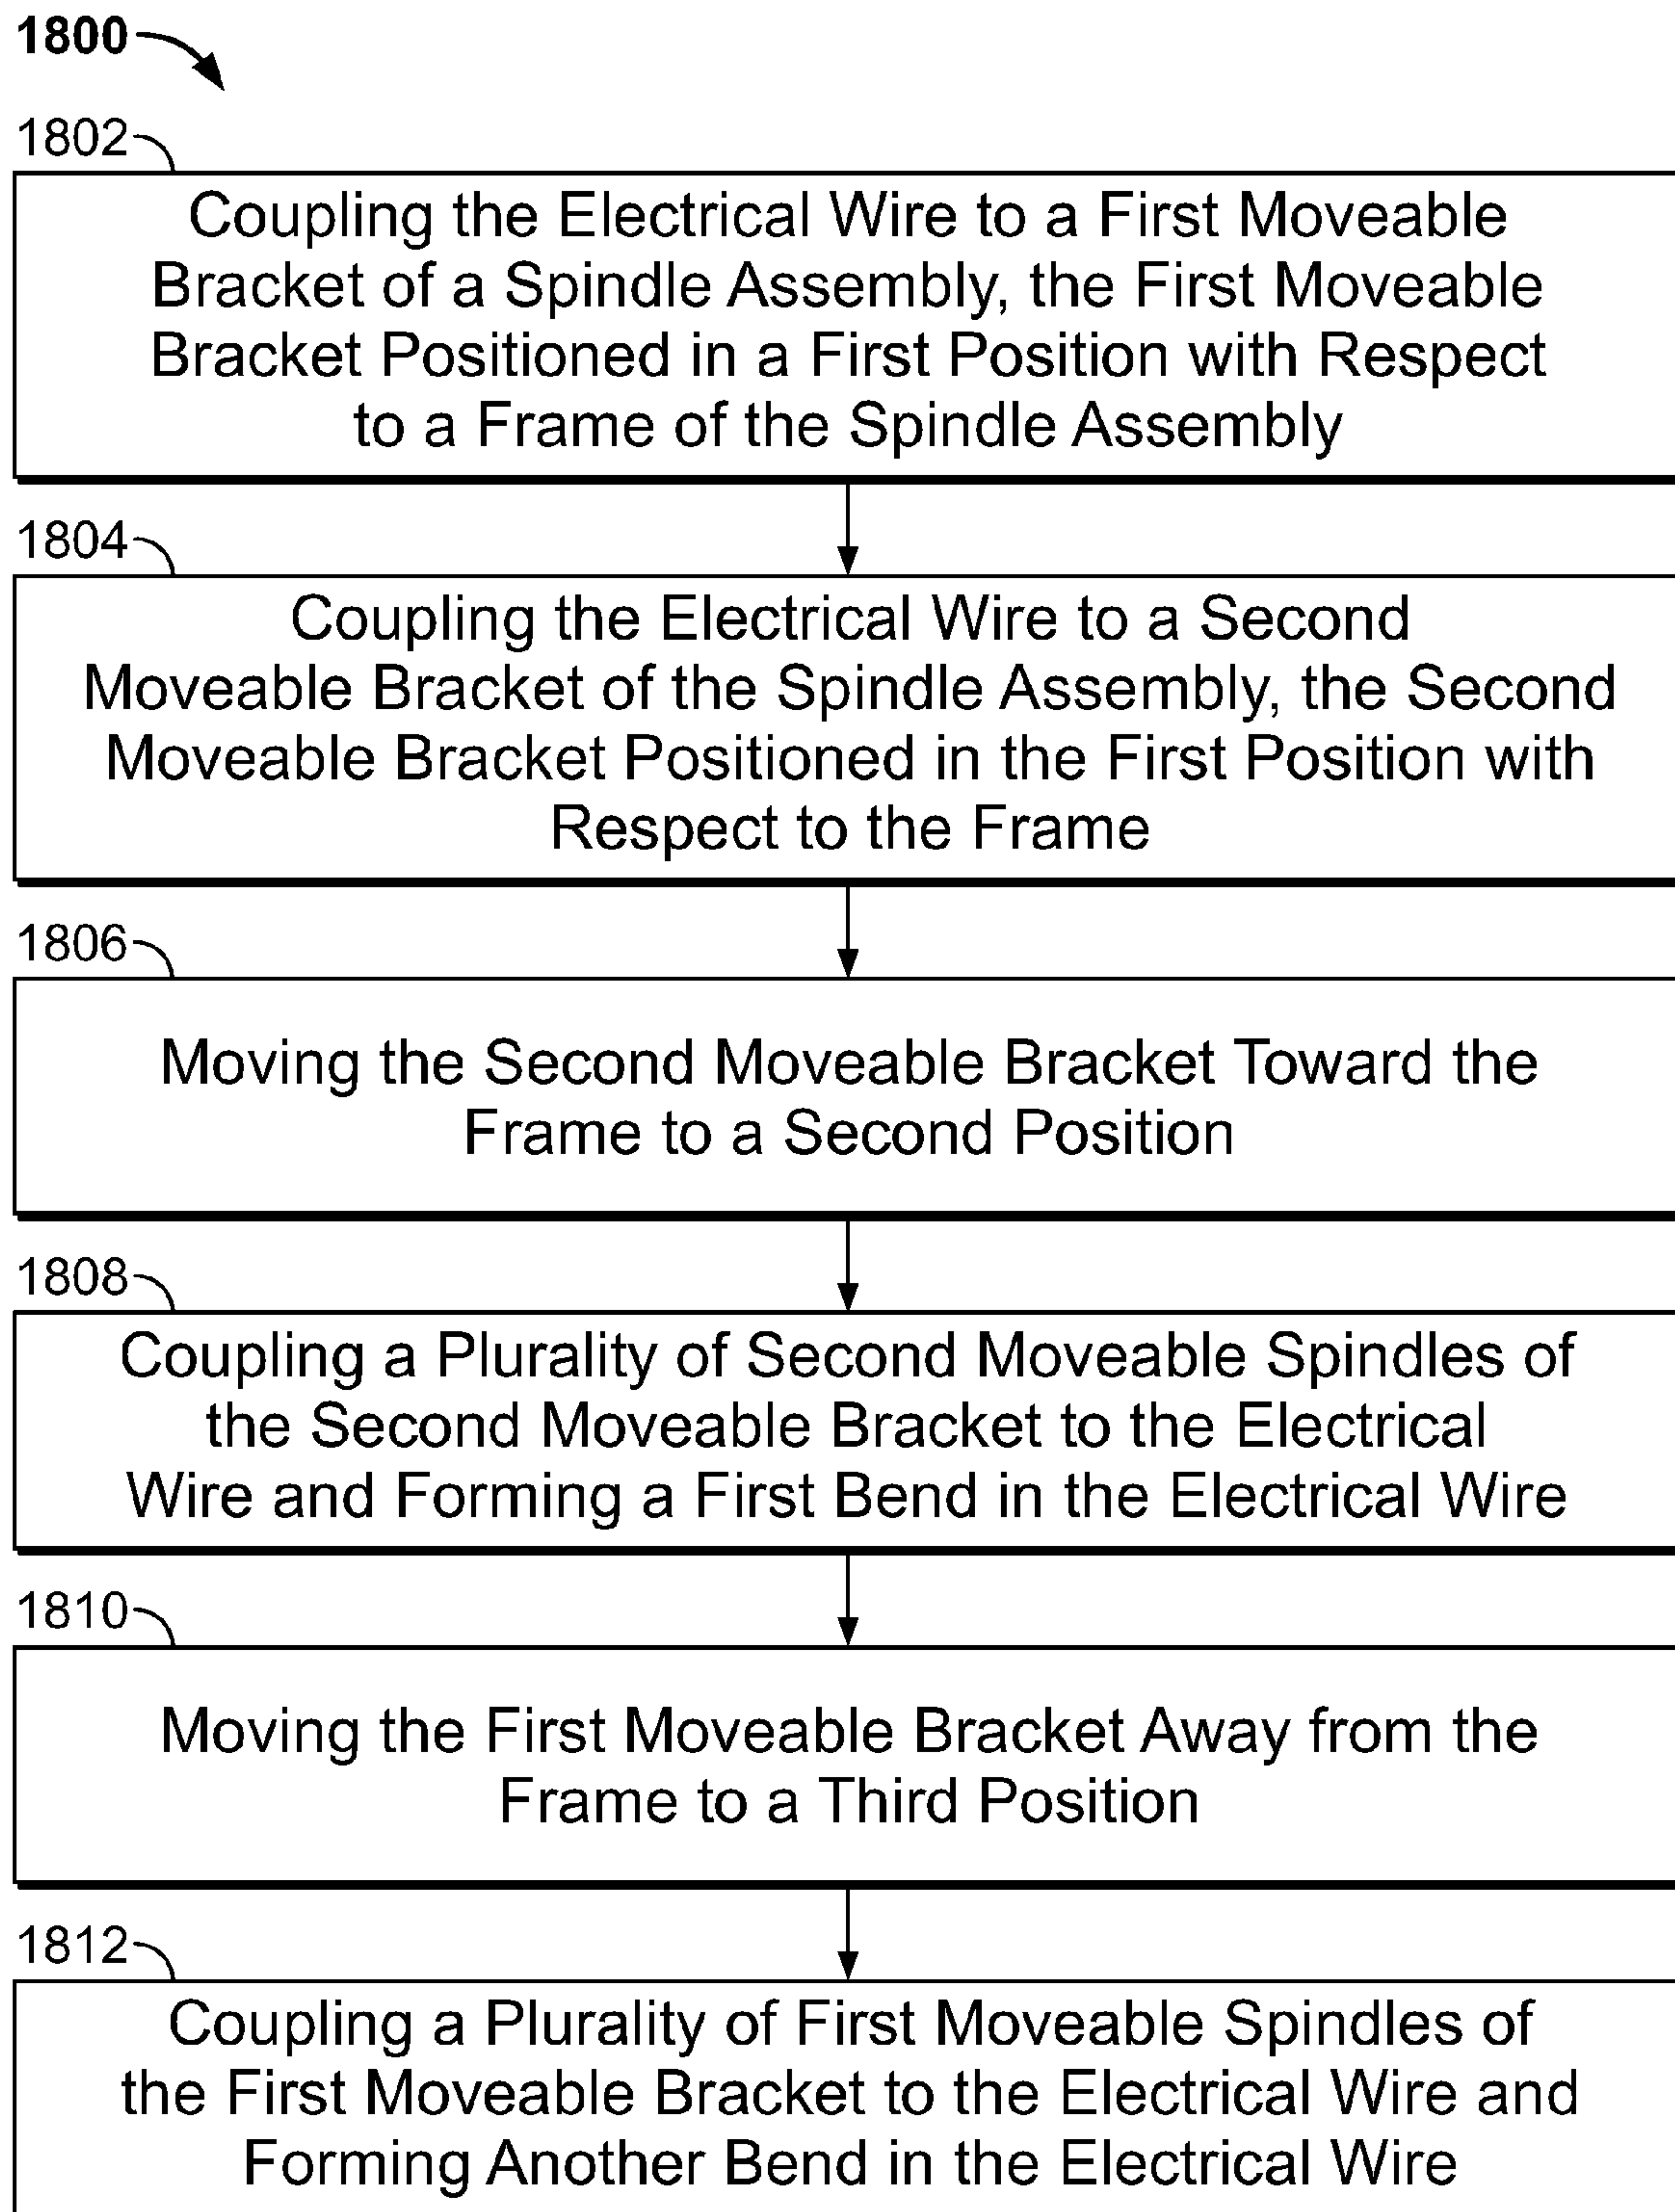 1800
1802
Coupling the Electrical Wire to a First Moveable
Bracket of a Spindle Assembly, the First Moveable
Bracket Positioned in a First Position with Respect
to a Frame of the Spindle Assembly
1804
Coupling the Electrical Wire to a Second
Moveable Bracket of the Spindle Assembly, the Second
Moveable Bracket Positioned in the First Position with
Respect to the Frame
1806
Moving the Second Moveable Bracket Toward the
Frame to a Second Position
1808
Coupling a Plurality of Second Moveable Spindles of
the Second Moveable Bracket to the Electrical
Wire and Forming a First Bend in the Electrical Wire
1810
Moving the First Moveable Bracket Away from the
Frame to a Third Position
1812
Coupling a Plurality of First Moveable Spindles of
the First Moveable Bracket to the Electrical Wire and
Forming Another Bend in the Electrical Wire